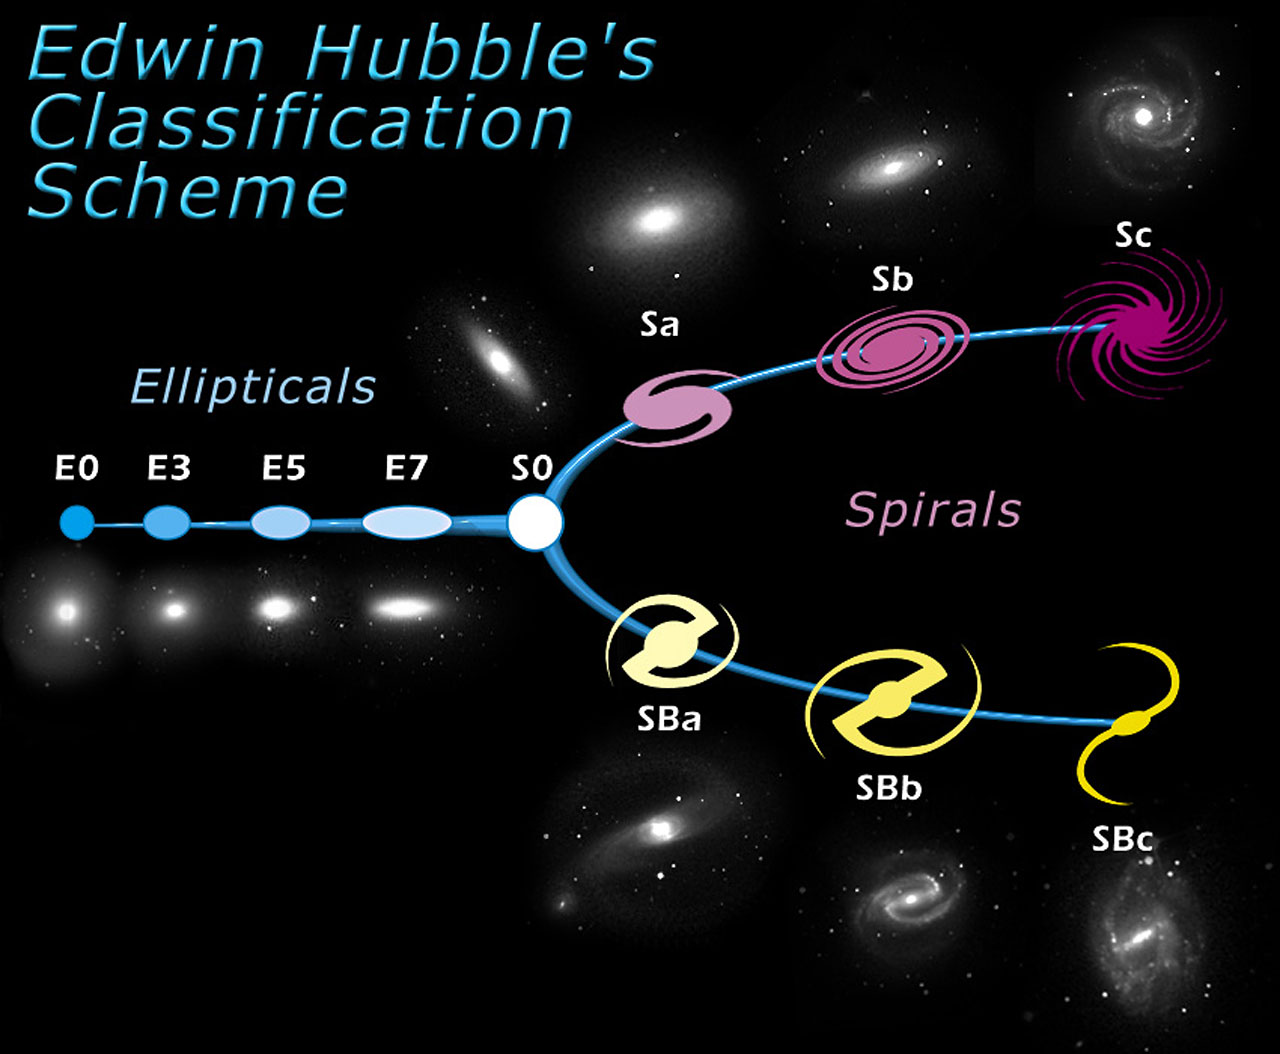 Edwin Hubble's
Classification
Scheme
Sc
Sb
Sa
Ellipticals
E0 E3 E5 E7 S0
Spirals
SBa
SBb
SBc